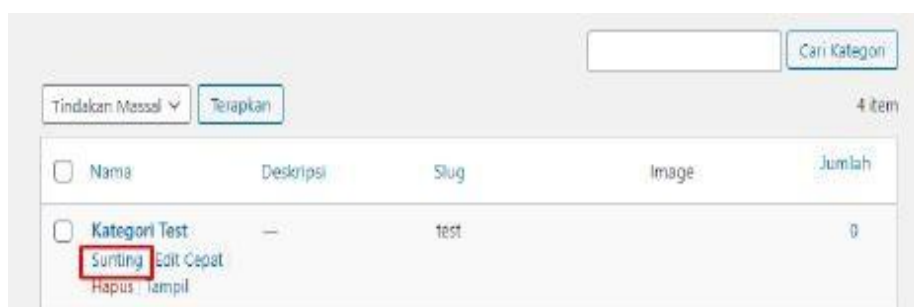 Cari Kategori
Tindakan Massal Terapkan 4 item
Nama Deskripsi Slug Image Jumlah
Kategori Test — test 0
Sunting Edit Cepat
Hapus | Tampil